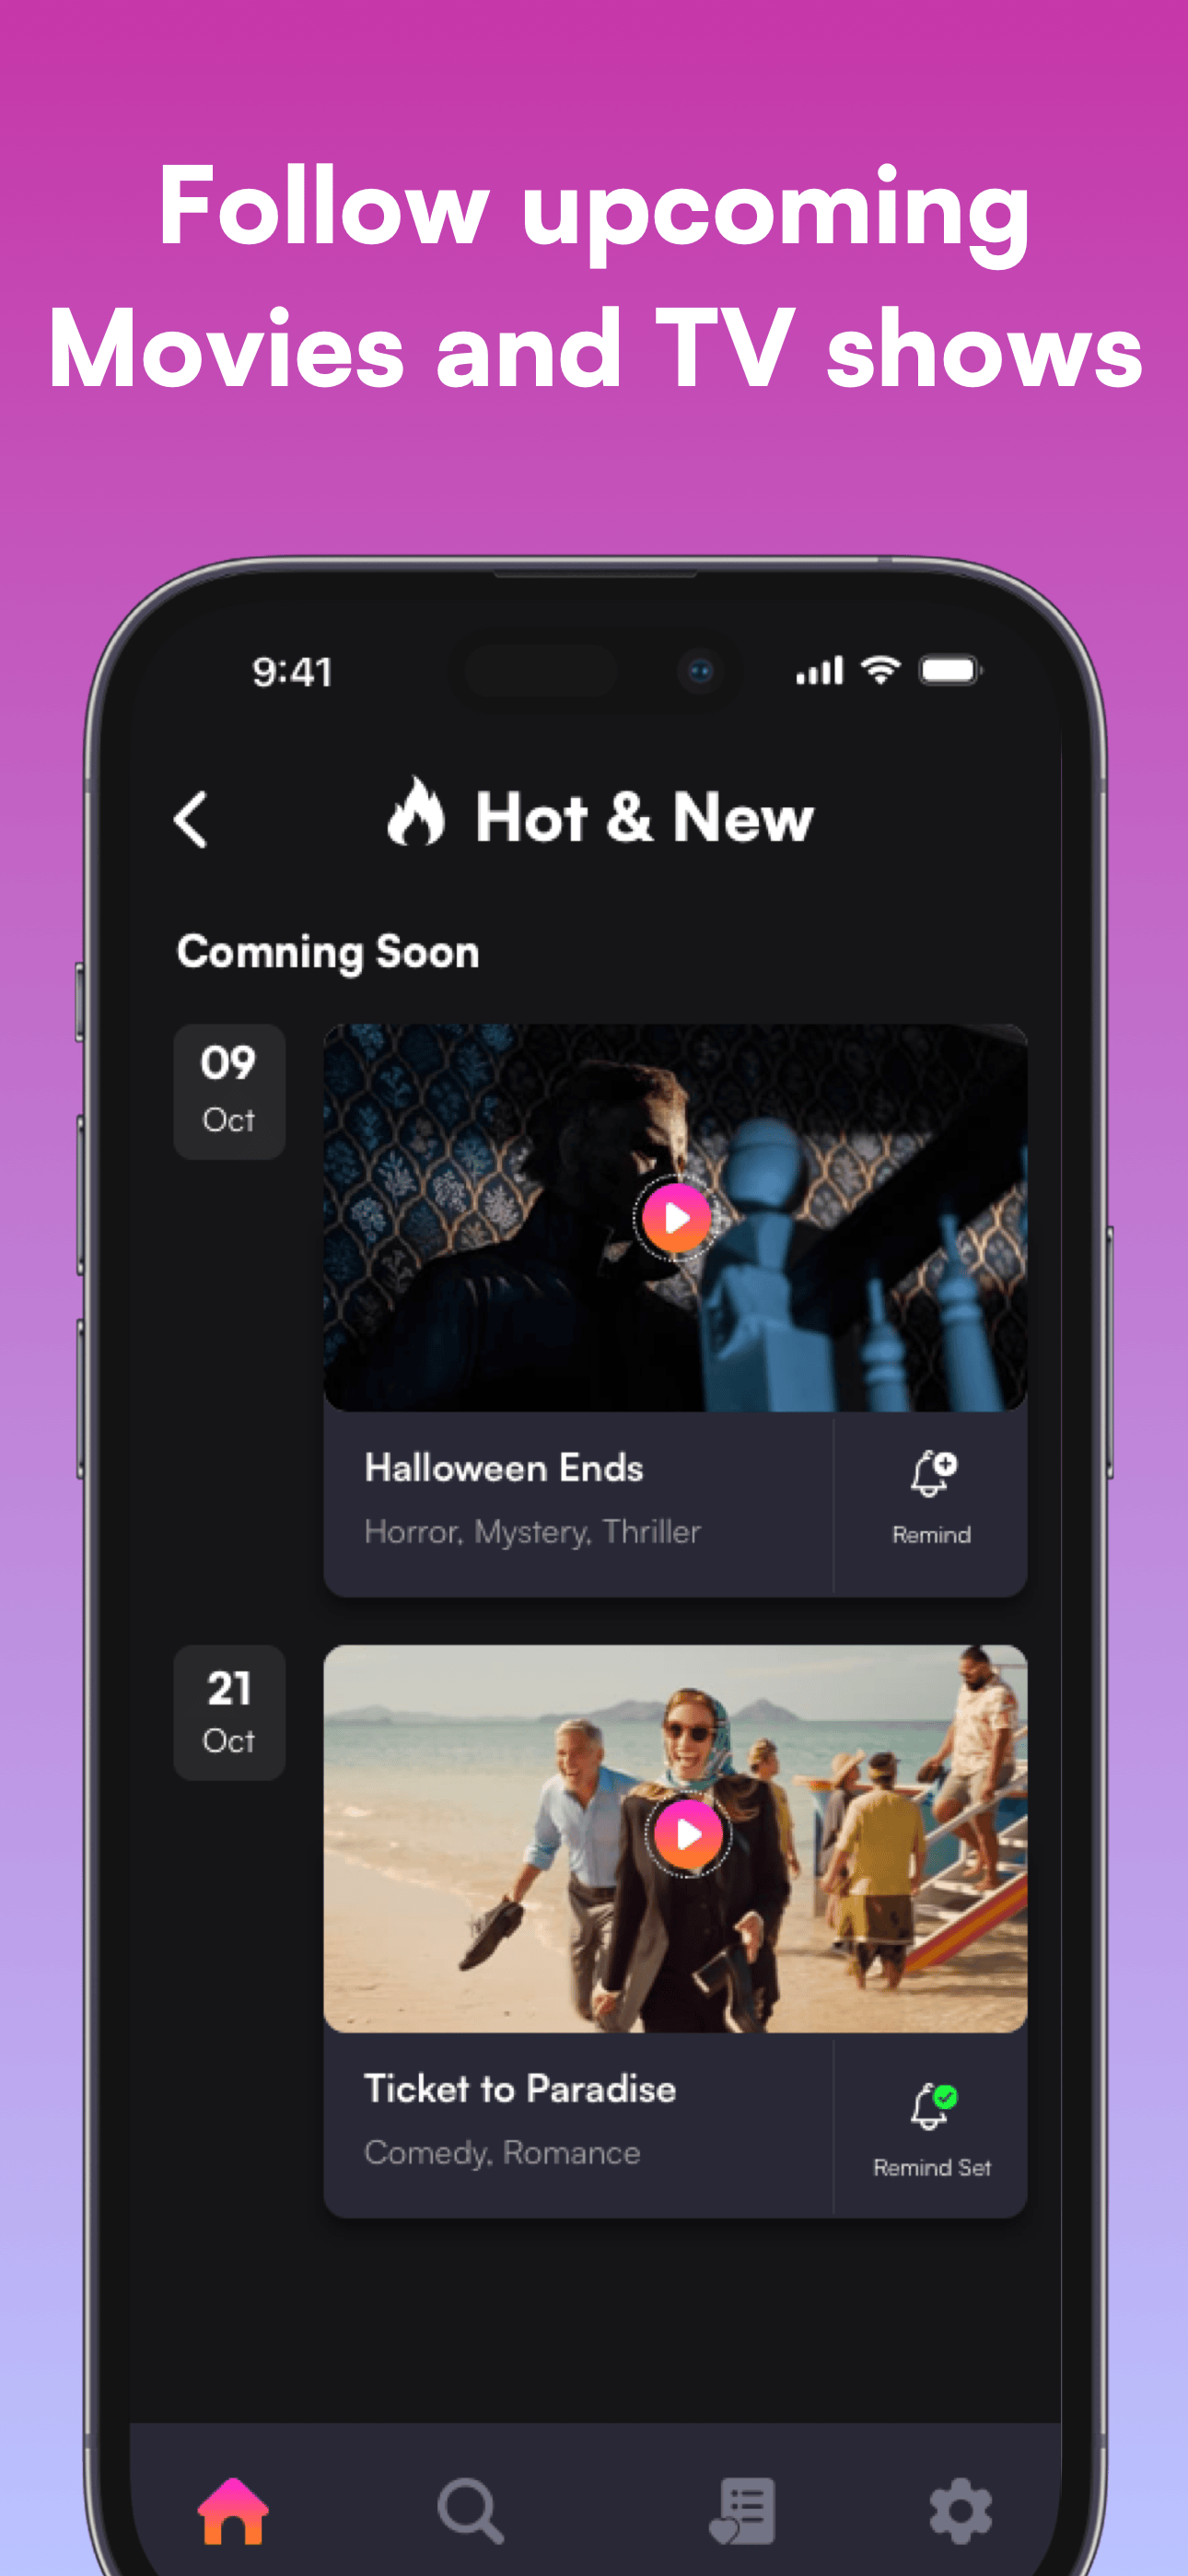 Follow upcoming
Movies and TV shows
9:41
Hot & New
Comning Soon
09
Oct
Halloween Ends
Horror, Mystery, Thriller
Remind
21
Oct
Ticket to Paradise
Comedy, Romance
Remind Set